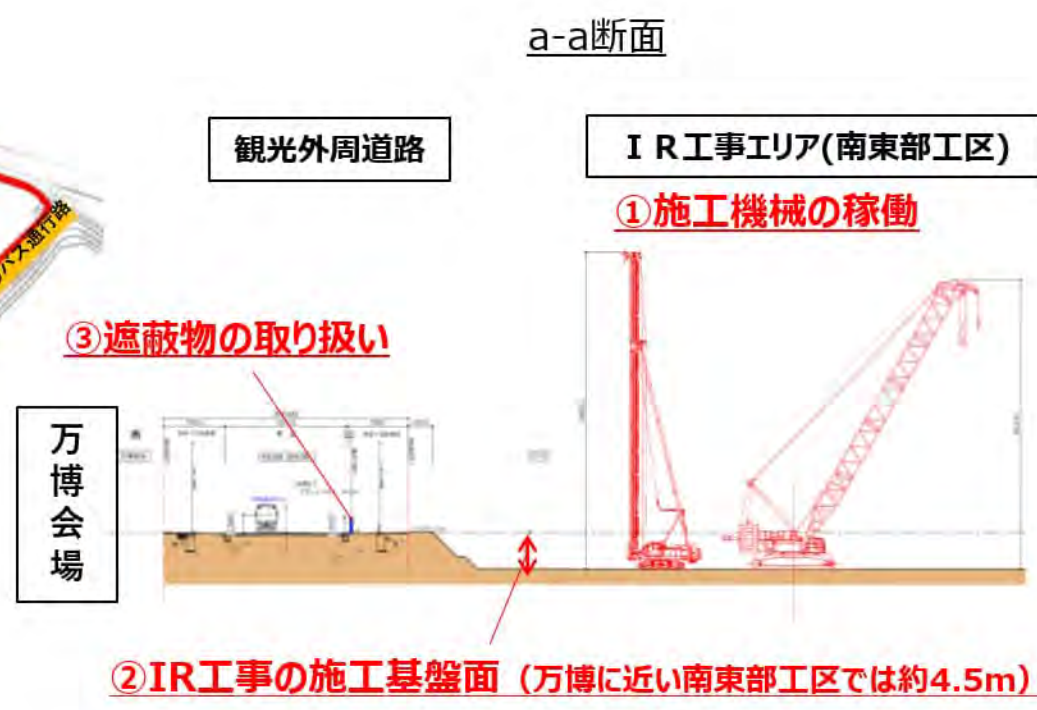 a-a断面
観光外周道路
ＩＲ工事エリア(南東部工区)
①施工機械の稼働
バス通行路
③遮蔽物の取り扱い
万博会場
②IR工事の施工基盤面（万博に近い南東部工区では約4.5m）